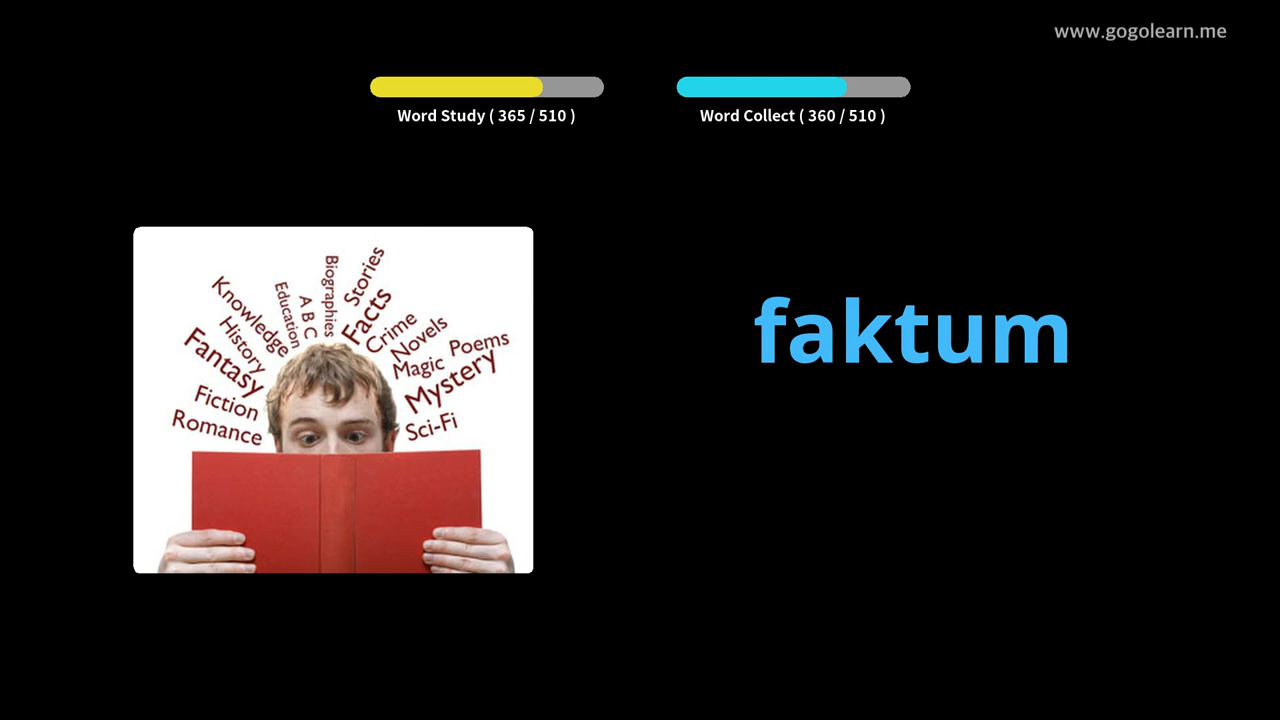 www.gogolearn.me
Word Study ( 365 / 510 )
Word Collect ( 360 / 510 )
faktum
Biographies
Stories
Education
A B C
Facts
Knowledge
Crime
History
Novels
Fantasy
Magic
Poems
Mystery
Fiction
Romance
Sci-Fi